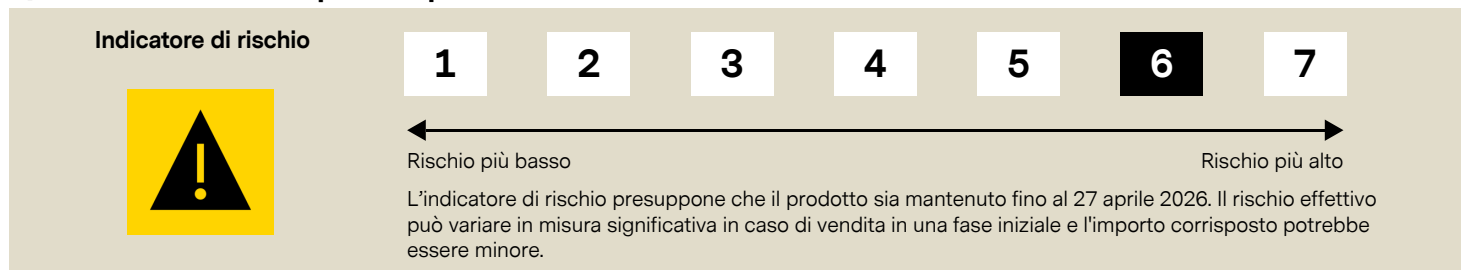 Indicatore di rischio
1 2 3 4 5 6 7
Rischio più basso Rischio più alto
L'indicatore di rischio presuppone che il prodotto sia mantenuto fino al 27 aprile 2026. Il rischio effettivo
può variare in misura significativa in caso di vendita in una fase iniziale e l'importo corrisposto potrebbe
essere minore.